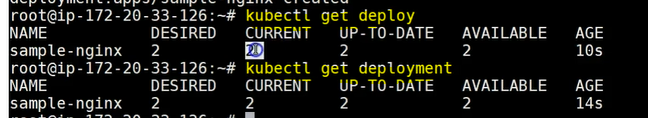 deployment.apps/sample-nginx created
root@ip-172-20-33-126:~# kubectl get deploy
NAME DESIRED CURRENT UP-TO-DATE AVAILABLE AGE
sample-nginx 2 2 2 2 10s
root@ip-172-20-33-126:~# kubectl get deployment
NAME DESIRED CURRENT UP-TO-DATE AVAILABLE AGE
sample-nginx 2 2 2 2 14s
root@ip-172-20-33-126:~#